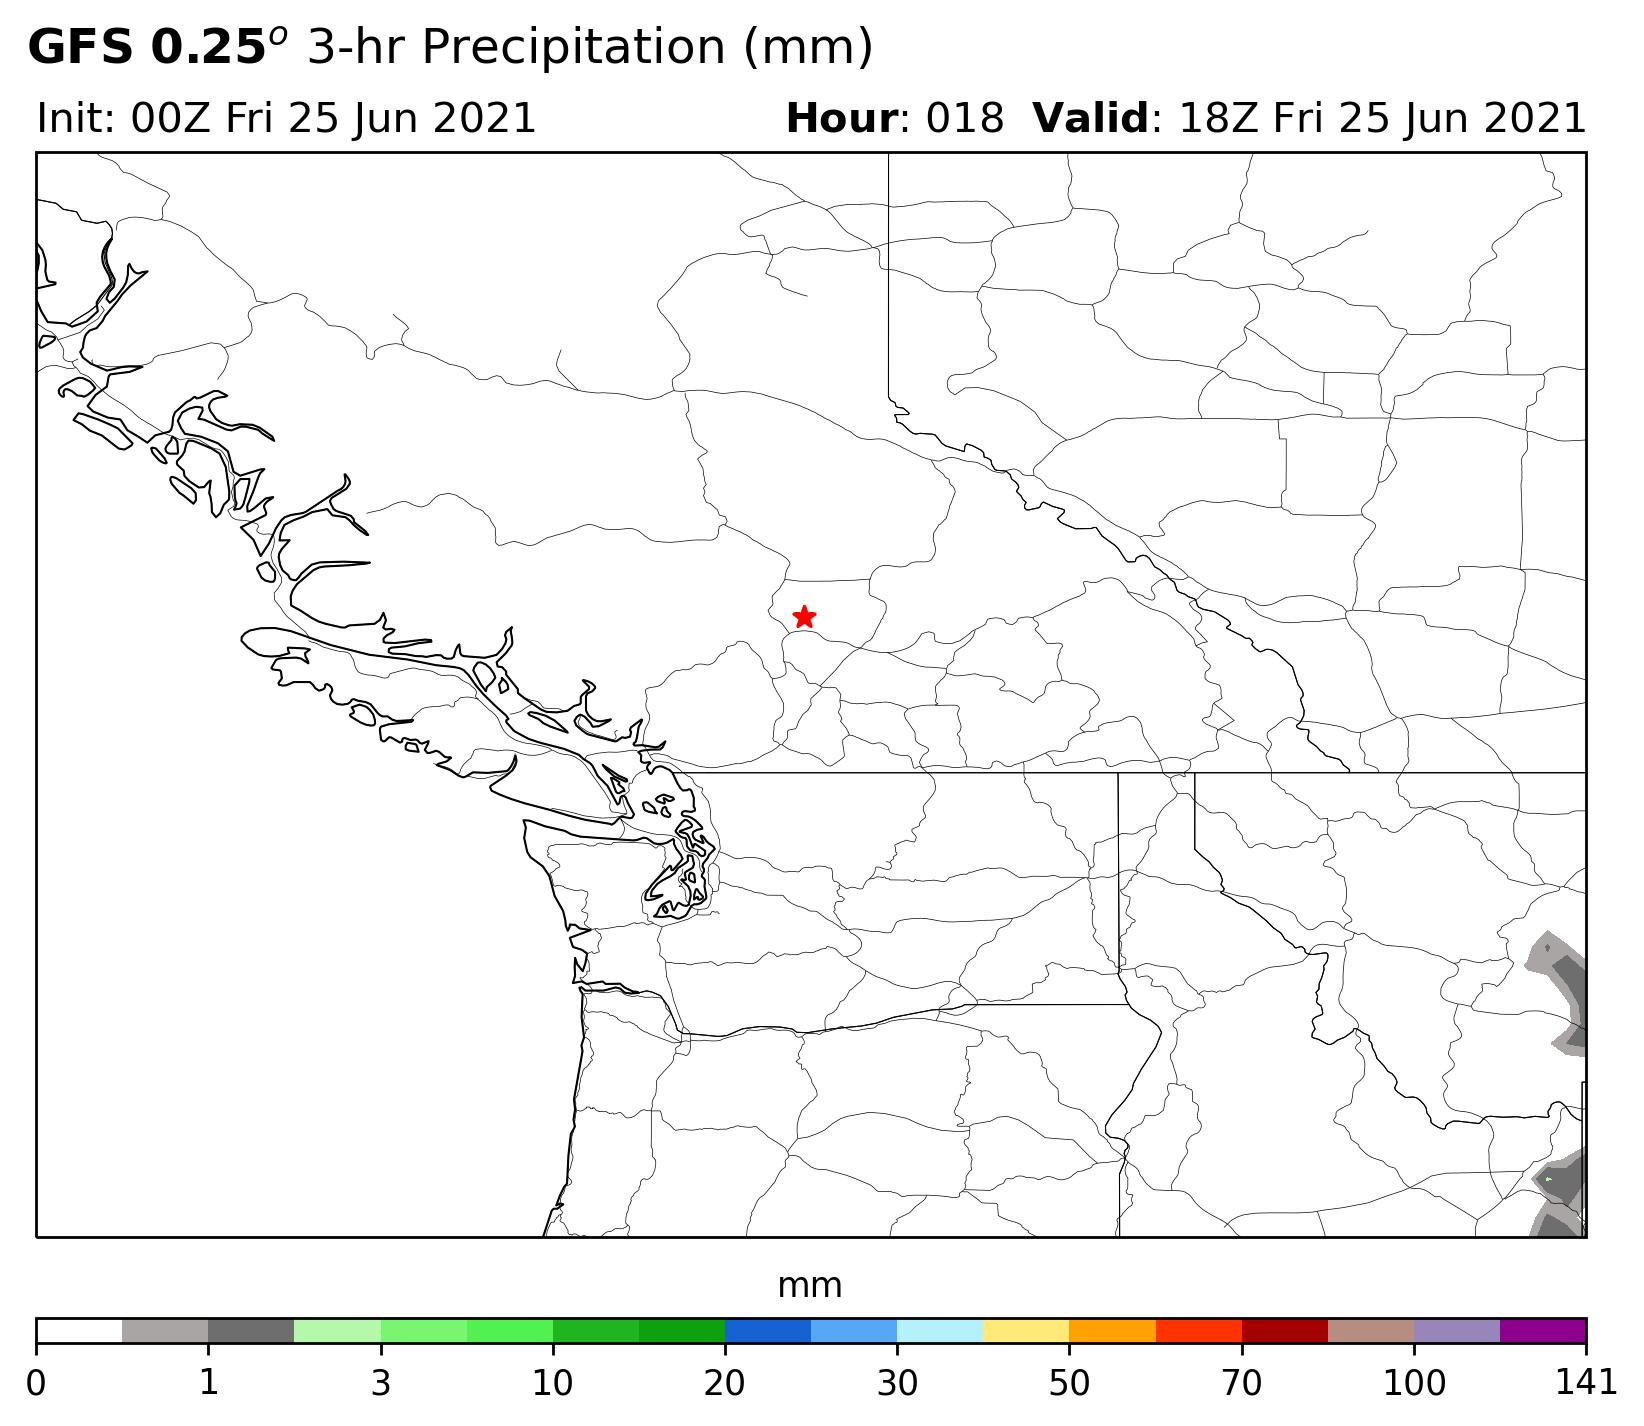 GFS 0.25° 3-hr Precipitation (mm)
Init: 00Z Fri 25 Jun 2021
Hour: 018 Valid: 18Z Fri 25 Jun 2021
mm
0 1 3 10 20 30 50 70 100 141